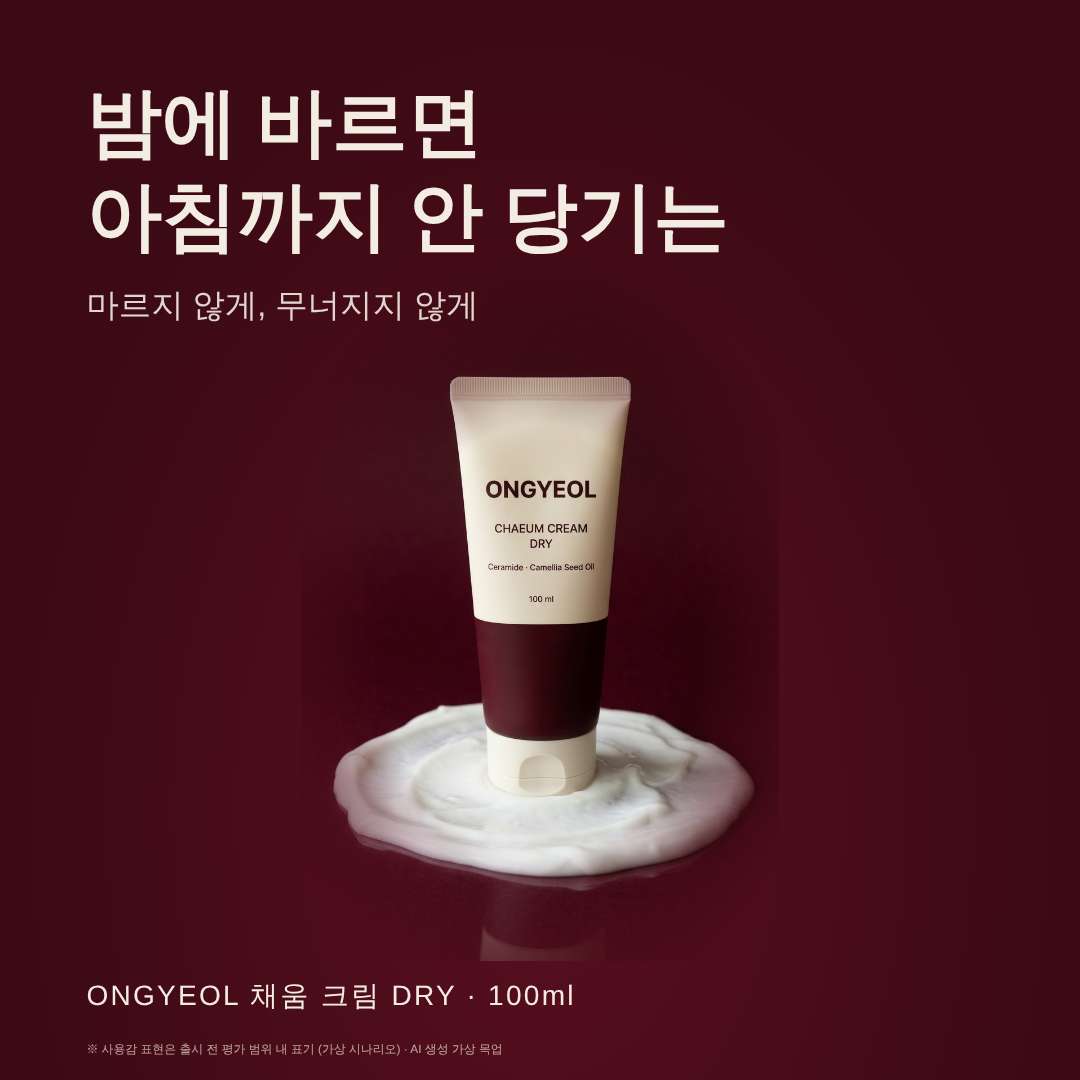 밤에 바르면
아침까지 안 당기는
마르지 않게, 무너지지 않게
ONGYEOL
CHAEUM CREAM
DRY
Ceramide · Camellia Seed Oil
100 ml
ONGYEOL 채움 크림 DRY · 100ml
※ 사용감 표현은 출시 전 평가 범위 내 표기 (가상 시나리오) · AI 생성 가상 목업